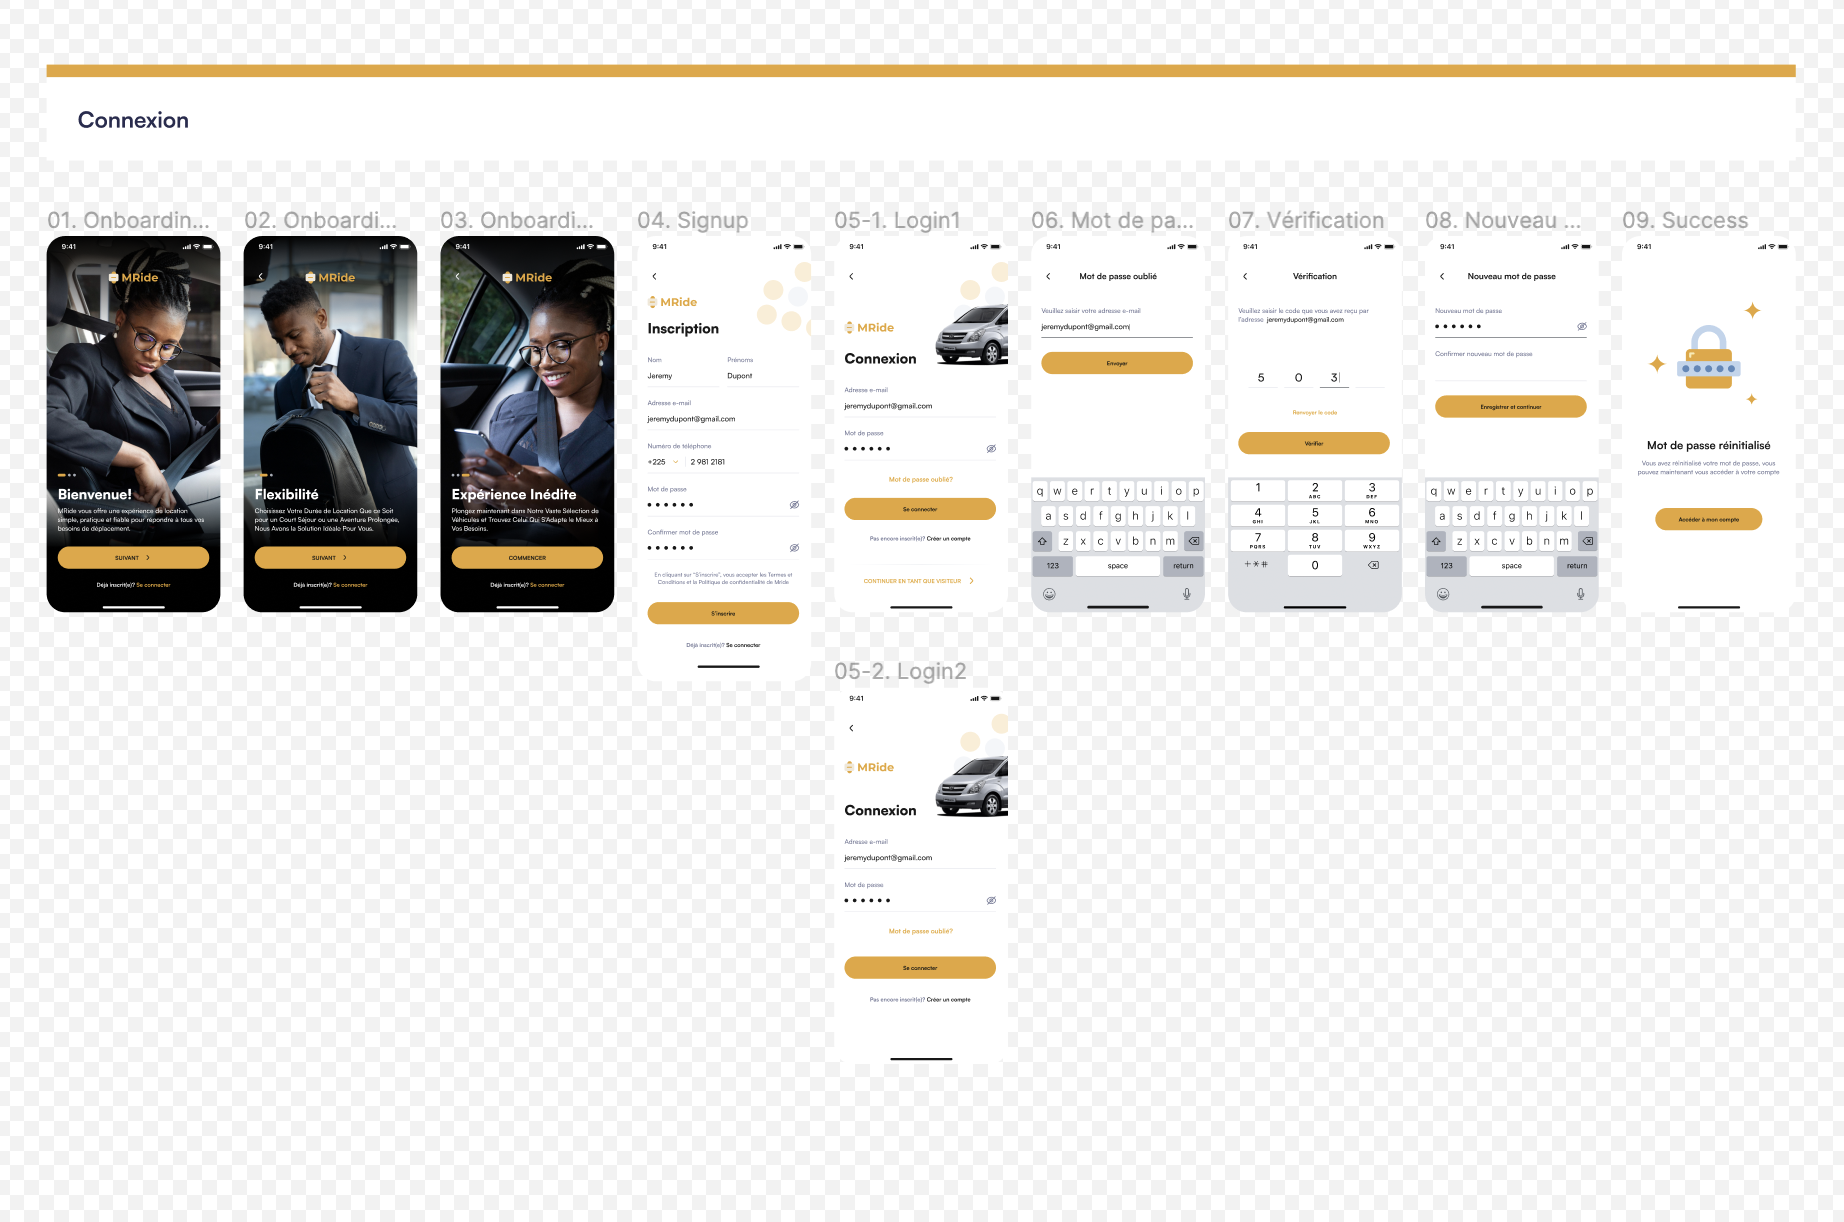 Connexion
01. Onboardin...
9:41
MRide
Bienvenue!
MRide vous offre une expérience de location
simple, pratique et fiable pour répondre à tous vos
besoins de déplacement.
SUIVANT
Déjà inscrit(e)? Se connecter
02. Onboardi...
9:41
MRide
Flexibilité
Choisissez Votre Durée de Location Que ce Soit
pour un Court Séjour ou une Aventure Prolongée,
Nous Avons la Solution Idéale Pour Vous.
SUIVANT
Déjà inscrit(e)? Se connecter
03. Onboardi...
9:41
MRide
Expérience Inédite
Plongez maintenant dans Notre Vaste Sélection de
Véhicules et Trouvez Celui Qui S'Adapte le Mieux à
Vos Besoins.
COMMENCER
Déjà inscrit(e)? Se connecter
04. Signup
9:41
MRide
Inscription
Nom
Prénoms
Jeremy
Dupont
Adresse e-mail
jeremydupont@gmail.com
Numéro de téléphone
+225
2 981 2181
Mot de passe
Confirmer mot de passe
En cliquant sur "S'inscrire", vous accepter les Termes et
Conditions et la Politique de confidentialité de Mride
S'inscrire
Déjà inscrit(e)? Se connecter
05-1. Login1
9:41
MRide
Connexion
Adresse e-mail
jeremydupont@gmail.com
Mot de passe
Mot de passe oublié?
Se connecter
Pas encore inscrit(e)? Créer un compte
CONTINUER EN TANT QUE VISITEUR
05-2. Login2
9:41
MRide
Connexion
Adresse e-mail
jeremydupont@gmail.com
Mot de passe
Mot de passe oublié?
Se connecter
Pas encore inscrit(e)? Créer un compte
06. Mot de pa...
9:41
Mot de passe oublié
Veuillez saisir votre adresse e-mail
jeremydupont@gmail.com
Envoyer
q w e r t y u i o p
a s d f g h j k l
z x c v b n m
123 space return
07. Vérification
9:41
Vérification
Veuillez saisir le code que vous avez reçu par
l'adresse jeremydupont@gmail.com
5 0 3
Renvoyer le code
Vérifier
1 2 3
ABC DEF
4 5 6
GHI JKL MNO
7 8 9
PQRS TUV WXYZ
+*# 0
08. Nouveau ...
9:41
Nouveau mot de passe
Nouveau mot de passe
Confirmer nouveau mot de passe
Enregistrer et continuer
q w e r t y u i o p
a s d f g h j k l
z x c v b n m
123 space return
09. Success
9:41
Mot de passe réinitialisé
Vous avez réinitialisé votre mot de passe, vous
pouvez maintenant vous accéder à votre compte
Accéder à mon compte